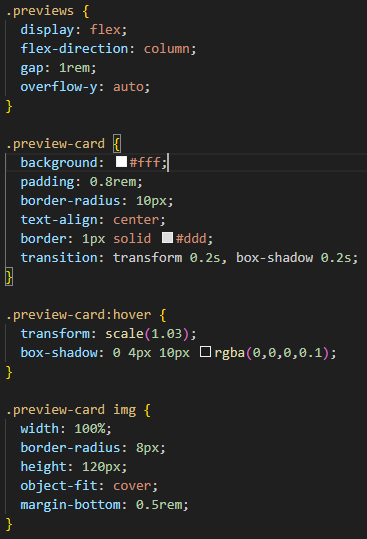 .previews {
  display: flex;
  flex-direction: column;
  gap: 1rem;
  overflow-y: auto;
}

.preview-card {
  background: #fff;
  padding: 0.8rem;
  border-radius: 10px;
  text-align: center;
  border: 1px solid #ddd;
  transition: transform 0.2s, box-shadow 0.2s;
}

.preview-card:hover {
  transform: scale(1.03);
  box-shadow: 0 4px 10px rgba(0,0,0,0.1);
}

.preview-card img {
  width: 100%;
  border-radius: 8px;
  height: 120px;
  object-fit: cover;
  margin-bottom: 0.5rem;
}